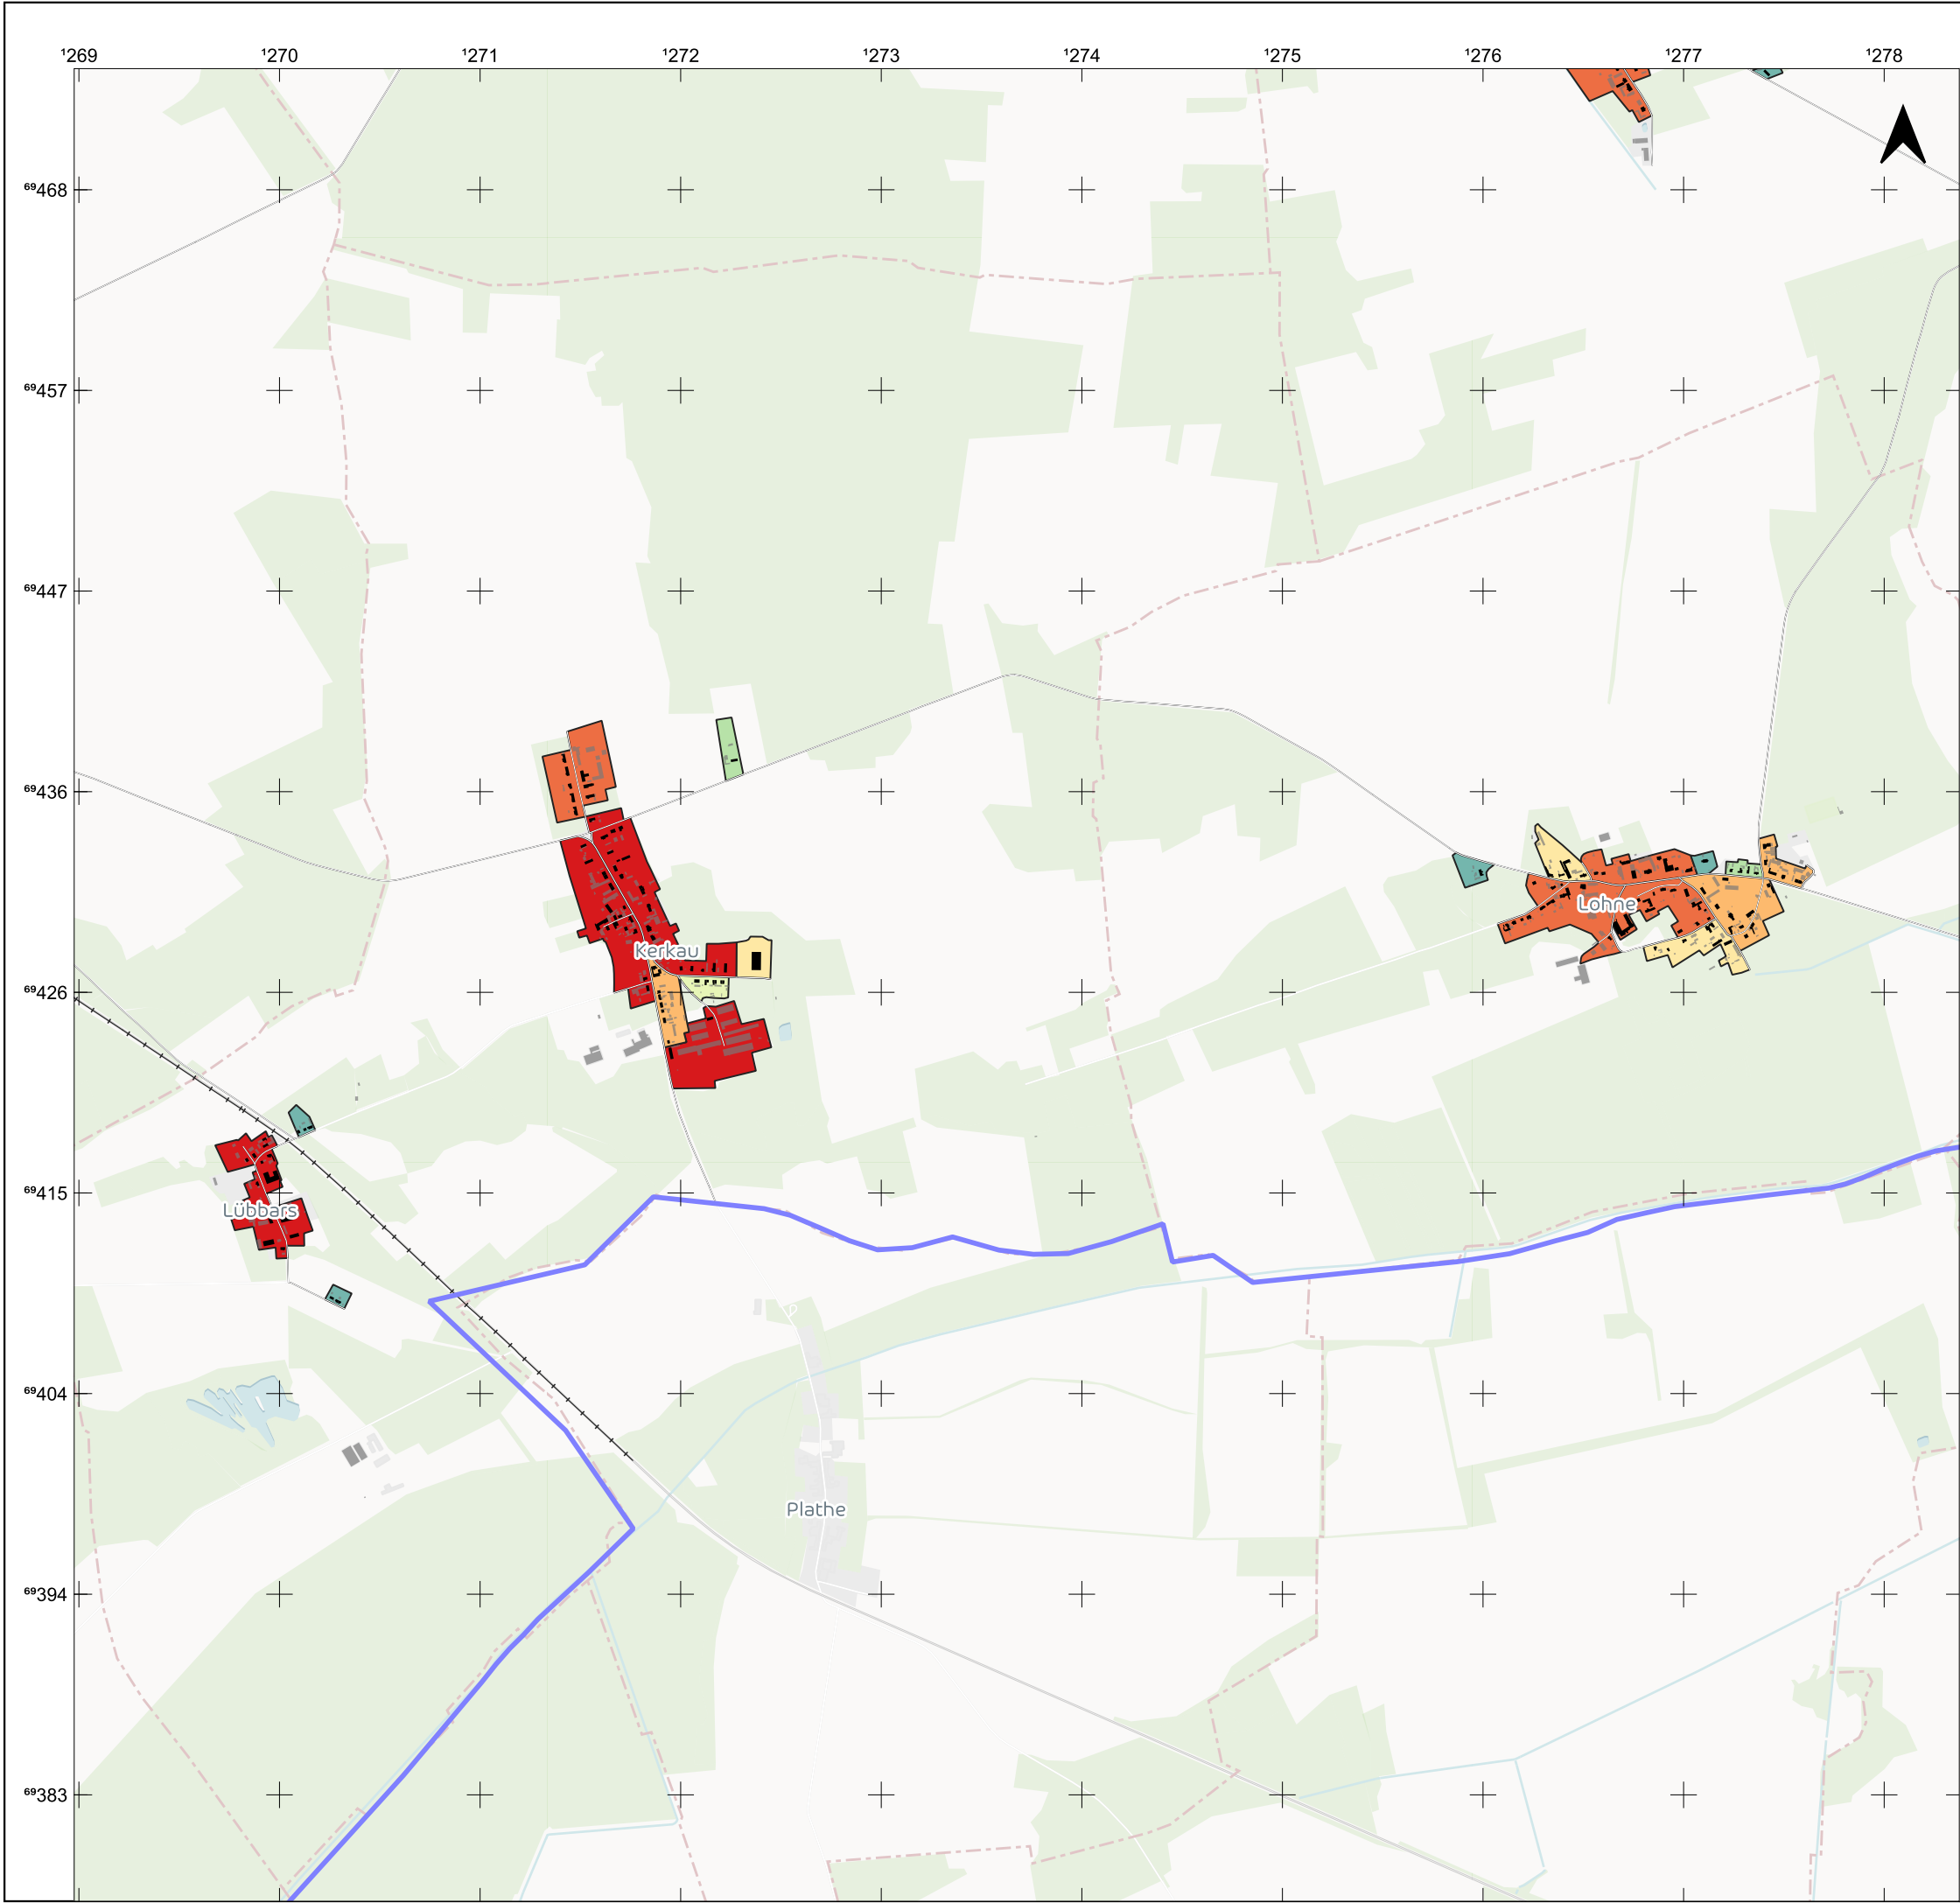 ¹269 ¹270 ¹271 ¹272 ¹273 ¹274 ¹275 ¹276 ¹277 ¹278
⁶⁹468
⁶⁹457
⁶⁹447
⁶⁹436
Lohne
Kerkau
⁶⁹426
⁶⁹415
Lübbars
⁶⁹404
Plathe
⁶⁹394
⁶⁹383